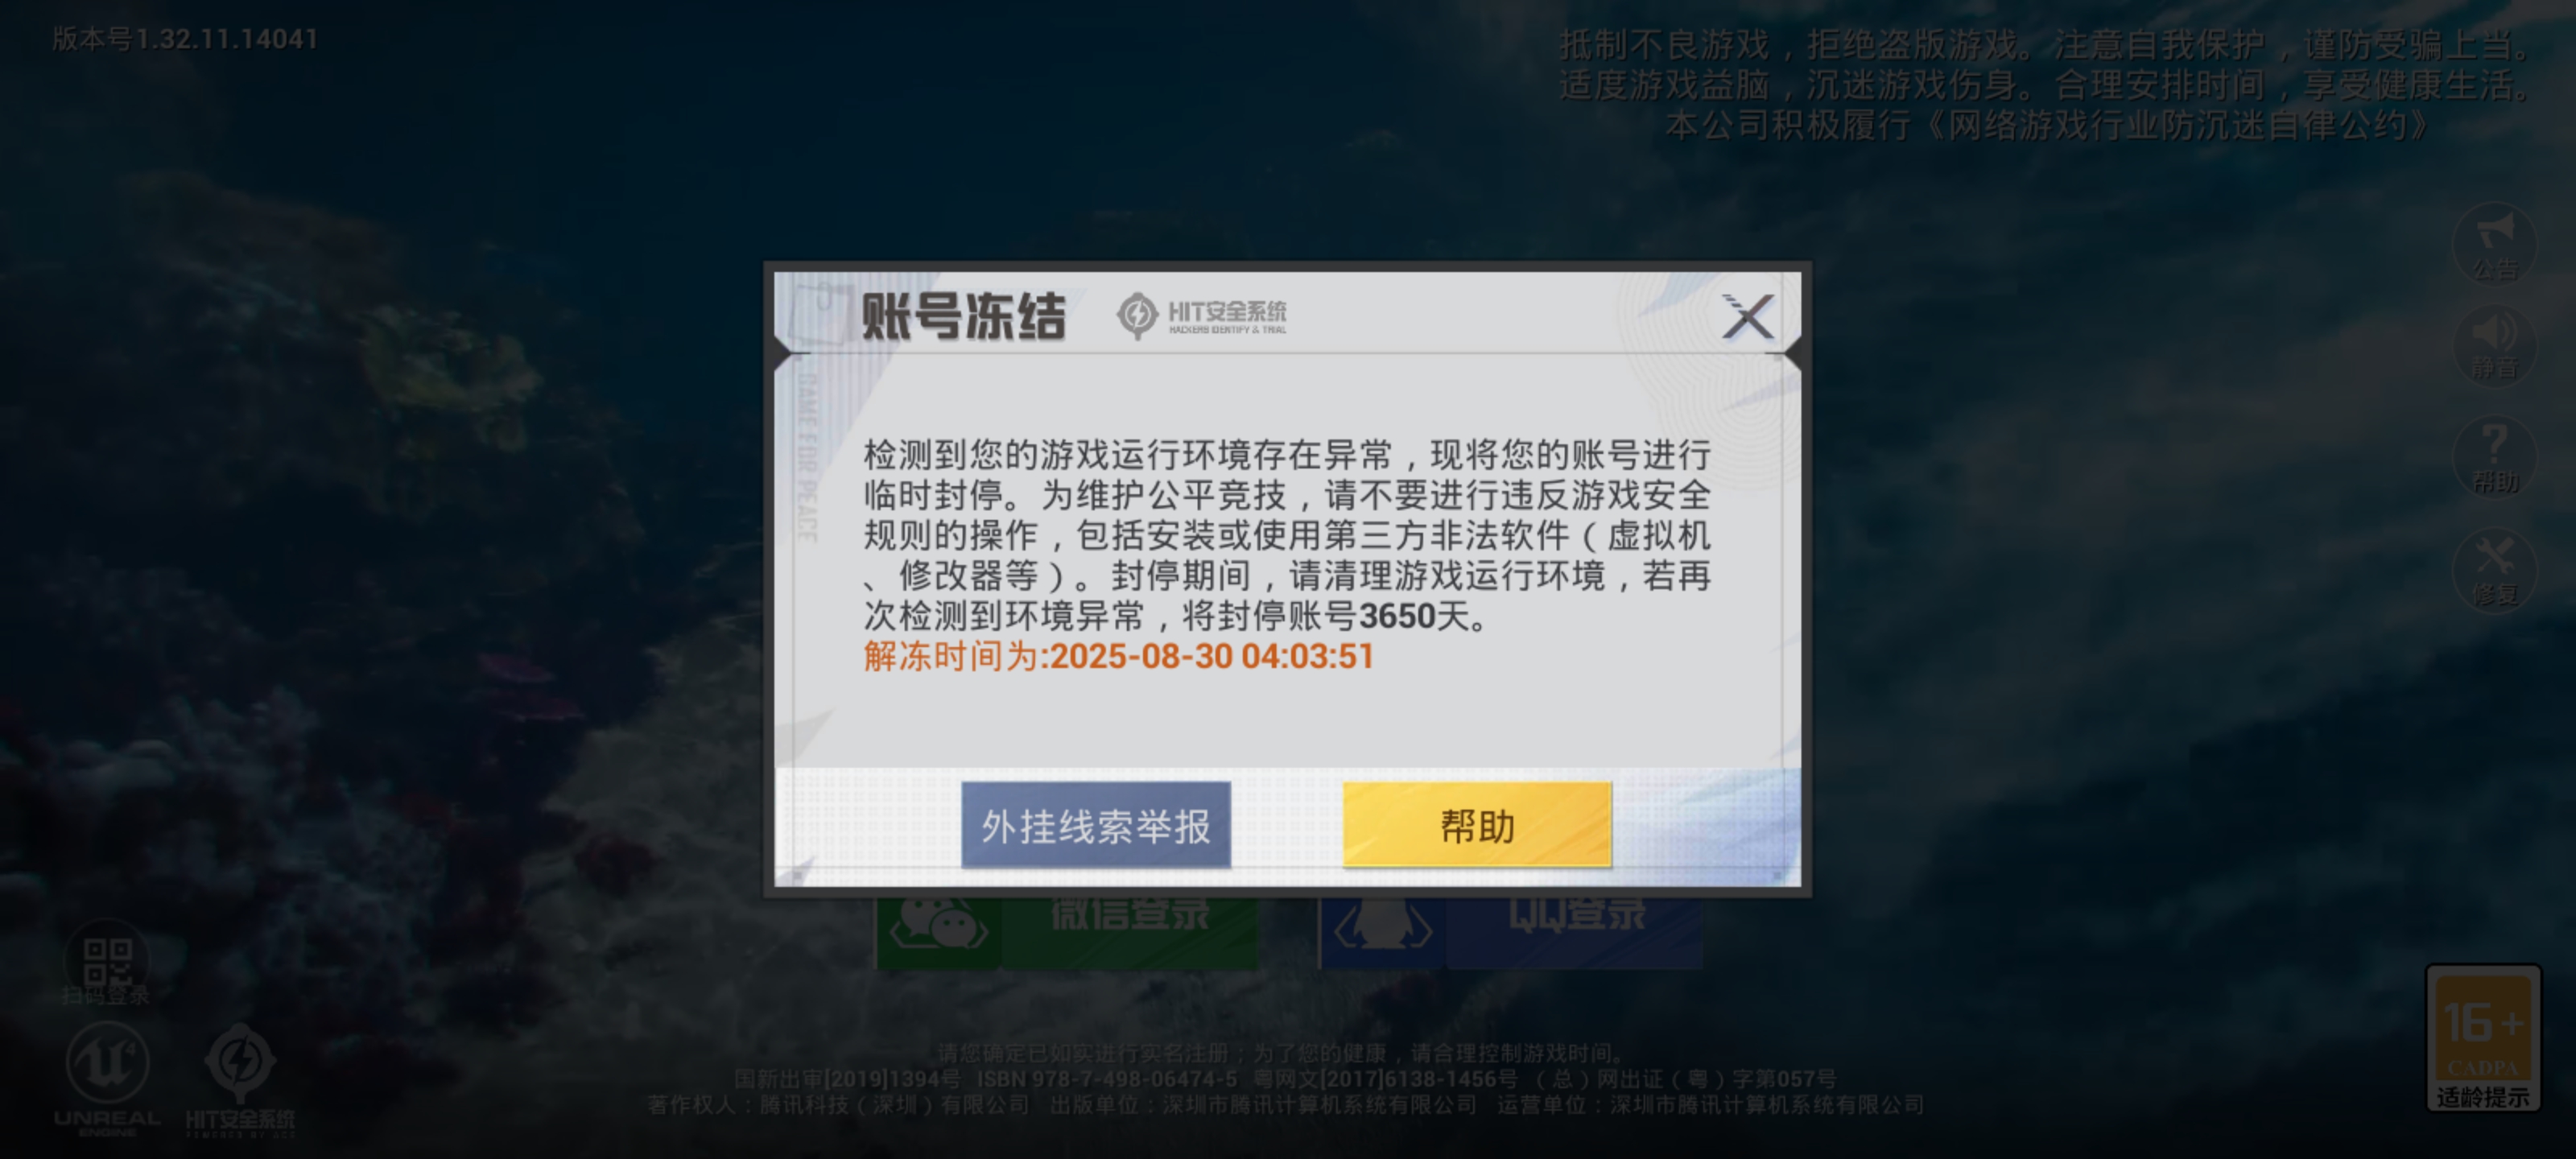 版本号1.32.11.14041
抵制不良游戏，拒绝盗版游戏。注意自我保护，谨防受骗上当。
适度游戏益脑，沉迷游戏伤身。合理安排时间，享受健康生活。
本公司积极履行《网络游戏行业防沉迷自律公约》
公告
静音
帮助
修复
账号冻结
HIT安全系统
HACKERS IDENTIFY & TRIAL
GAME FOR PEACE
检测到您的游戏运行环境存在异常，现将您的账号进行
临时封停。为维护公平竞技，请不要进行违反游戏安全
规则的操作，包括安装或使用第三方非法软件（虚拟机
、修改器等）。封停期间，请清理游戏运行环境，若再
次检测到环境异常，将封停账号3650天。
解冻时间为:2025-08-30 04:03:51
外挂线索举报
帮助
微信登录
QQ登录
扫码登录
UNREAL
ENGINE
HIT安全系统
POWERED BY ACE
请您确定已如实进行实名注册；为了您的健康，请合理控制游戏时间。
国新出审[2019]1394号 ISBN 978-7-498-06474-5 粤网文[2017]6138-1456号 （总）网出证（粤）字第057号
著作权人：腾讯科技（深圳）有限公司 出版单位：深圳市腾讯计算机系统有限公司 运营单位：深圳市腾讯计算机系统有限公司
16+
CADPA
适龄提示